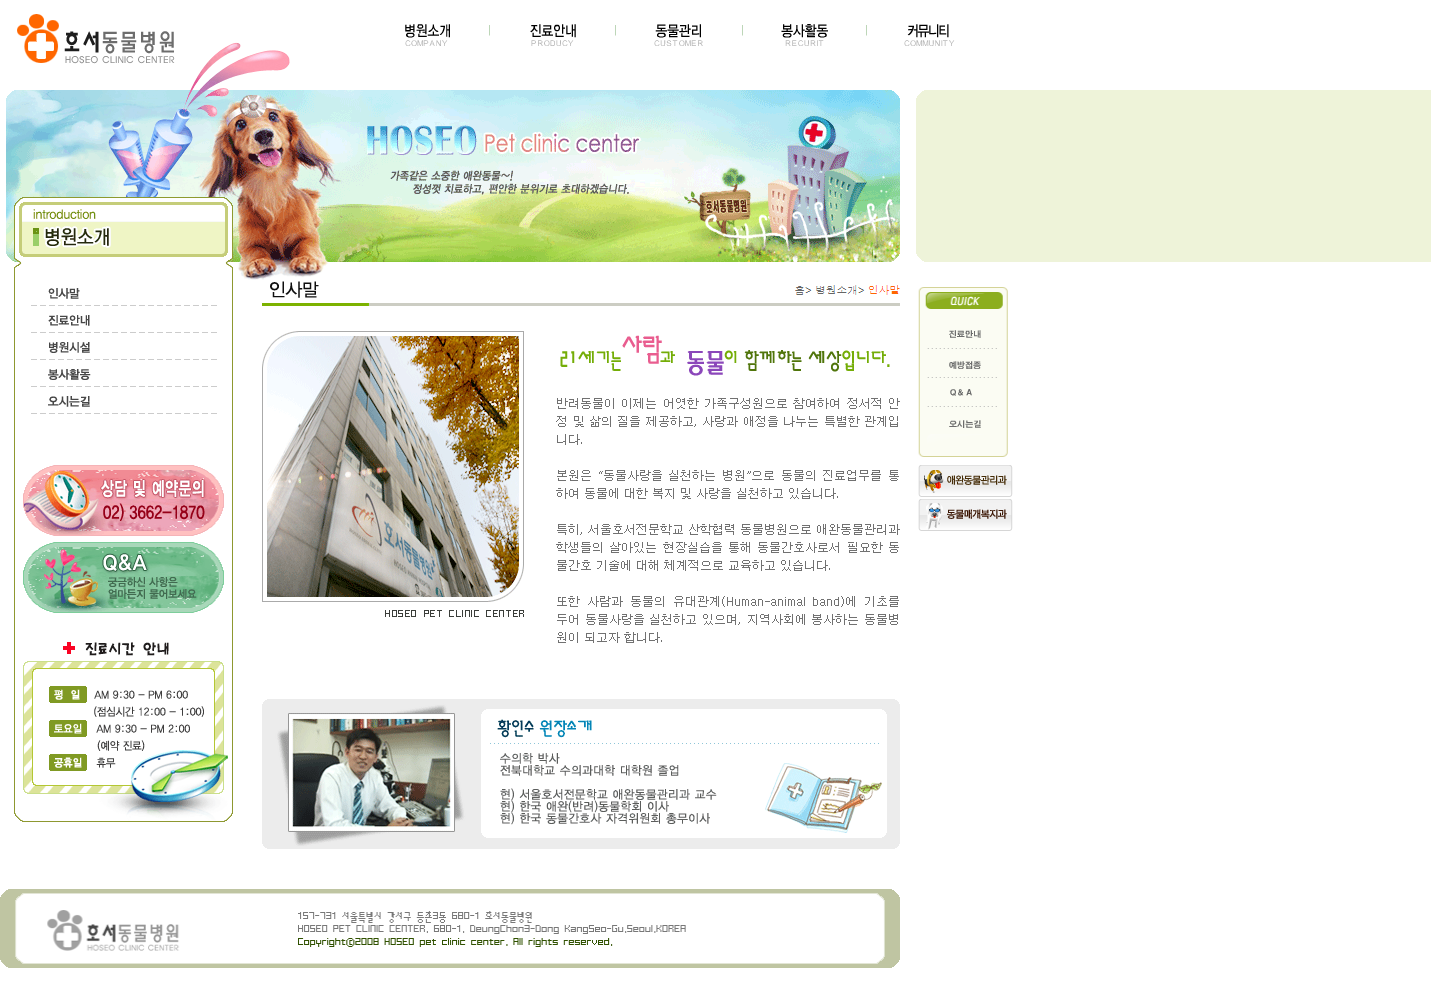 호서동물병원
HOSEO CLINIC CENTER
병원소개
COMPANY
진료안내
PRODUCY
동물관리
CUSTOMER
봉사활동
RECURIT
커뮤니티
COMMUNITY
HOSEO Pet clinic center
가족같은 소중한 애완동물~!
정성껏 치료하고, 편안한 분위기로 초대하겠습니다.
호서동물병원
introduction
병원소개
인사말
진료안내
병원시설
봉사활동
오시는길
상담 및 예약문의
02) 3662-1870
Q&A
궁금하신 사항은
얼마든지 물어보세요
진료시간 안내
평 일 AM 9:30 - PM 6:00
(점심시간 12:00 - 1:00)
토요일 AM 9:30 - PM 2:00
(예약 진료)
공휴일 휴무
인사말
홈> 병원소개> 인사말
호서동물병원
HOSEO PET CLINIC CENTER
21세기는 사람과 동물이 함께하는 세상입니다.
반려동물이 이제는 어엿한 가족구성원으로 참여하여 정서적 안
정 및 삶의 질을 제공하고, 사랑과 애정을 나누는 특별한 관계입
니다.
본원은 “동물사랑을 실천하는 병원”으로 동물의 진료업무를 통
하여 동물에 대한 복지 및 사랑을 실천하고 있습니다.
특히, 서울호서전문학교 산학협력 동물병원으로 애완동물관리과
학생들의 살아있는 현장실습을 통해 동물간호사로서 필요한 동
물간호 기술에 대해 체계적으로 교육하고 있습니다.
또한 사람과 동물의 유대관계(Human-animal band)에 기초를
두어 동물사랑을 실천하고 있으며, 지역사회에 봉사하는 동물병
원이 되고자 합니다.
황인수 원장소개
수의학 박사
전북대학교 수의과대학 대학원 졸업
현) 서울호서전문학교 애완동물관리과 교수
현) 한국 애완(반려)동물학회 이사
현) 한국 동물간호사 자격위원회 총무이사
QUICK
진료안내
예방접종
Q & A
오시는길
애완동물관리과
동물매개복지과
호서동물병원
HOSEO CLINIC CENTER
157-731 서울특별시 강서구 등촌3동 680-1 호서동물병원
HOSEO PET CLINIC CENTER, 680-1, DeungChon3-Dong KangSeo-Gu,Seoul,KOREA
Copyright@2008 HOSEO pet clinic center, All rights reserved.